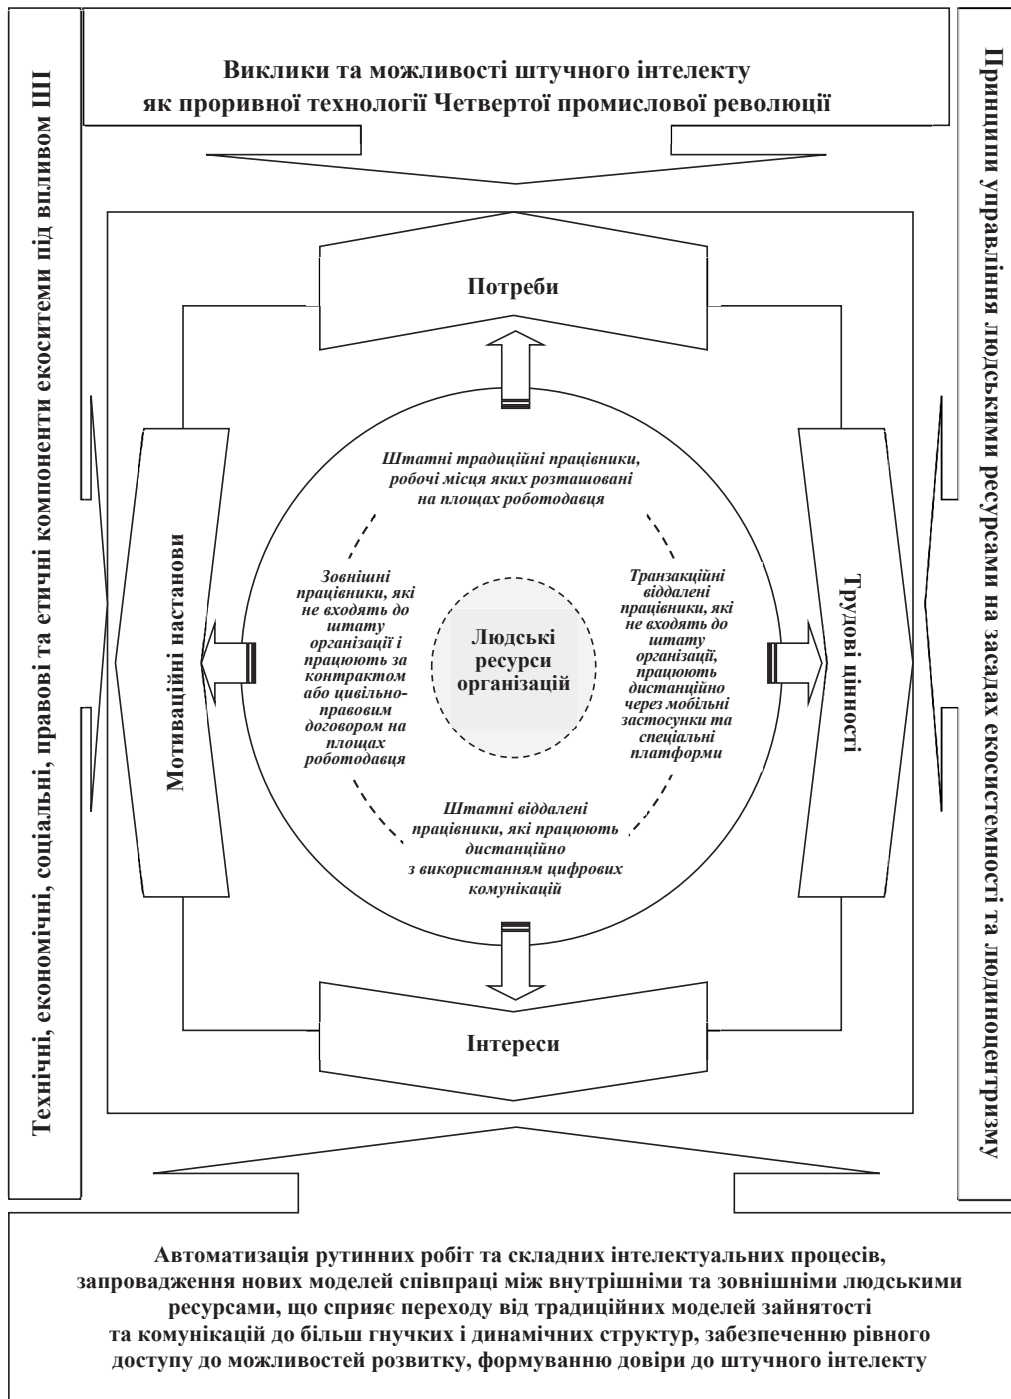 Виклики та можливості штучного інтелекту
як проривної технології Четвертої промислової революції
Технічні, економічні, соціальні, правові та етичні компоненти екоситеми під впливом ШІ
Принципи управління людськими ресурсами на засадах екосистемності та людиноцентризму
Потреби
Мотиваційні настанови
Трудові цінності
Штатні традиційні працівники,
робочі місця яких розташовані
на площах роботодавця
Зовнішні
працівники, які
не входять до
штату
організації і
працюють за
контрактом
або цивільно-
правовим
договором на
площах
роботодавця
Людські
ресурси
організацій
Транзакційні
віддалені
працівники, які
не входять до
штату
організації,
працюють
дистанційно
через мобільні
застосунки та
спеціальні
платформи
Штатні віддалені
працівники, які працюють
дистанційно
з використанням цифрових
комунікацій
Інтереси
Автоматизація рутинних робіт та складних інтелектуальних процесів,
запровадження нових моделей співпраці між внутрішніми та зовнішніми людськими
ресурсами, що сприяє переходу від традиційних моделей зайнятості
та комунікацій до більш гнучких і динамічних структур, забезпеченню рівного
доступу до можливостей розвитку, формуванню довіри до штучного інтелекту